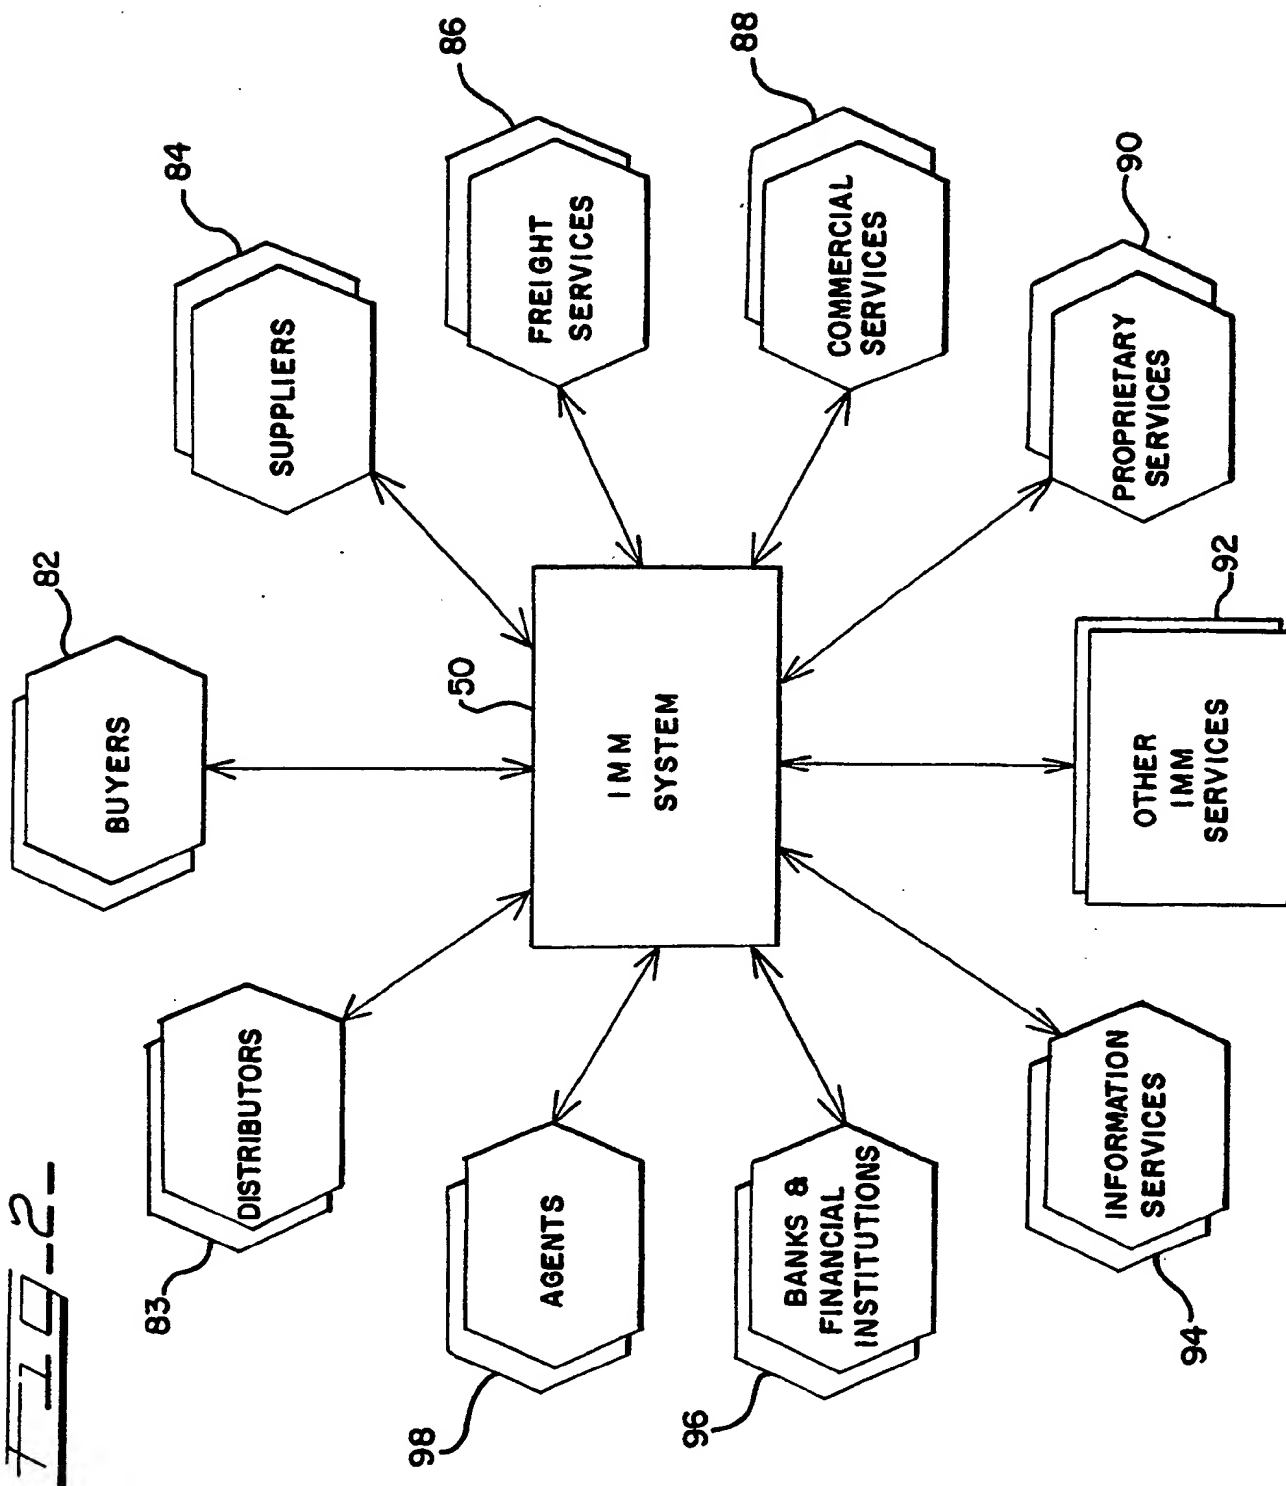 FIG-2-
82
BUYERS
84
SUPPLIERS
86
FREIGHT
SERVICES
88
COMMERCIAL
SERVICES
90
PROPRIETARY
SERVICES
92
OTHER
IMM
SERVICES
94
INFORMATION
SERVICES
96
BANKS &
FINANCIAL
INSTITUTIONS
98
AGENTS
83
DISTRIBUTORS
50
IMM
SYSTEM